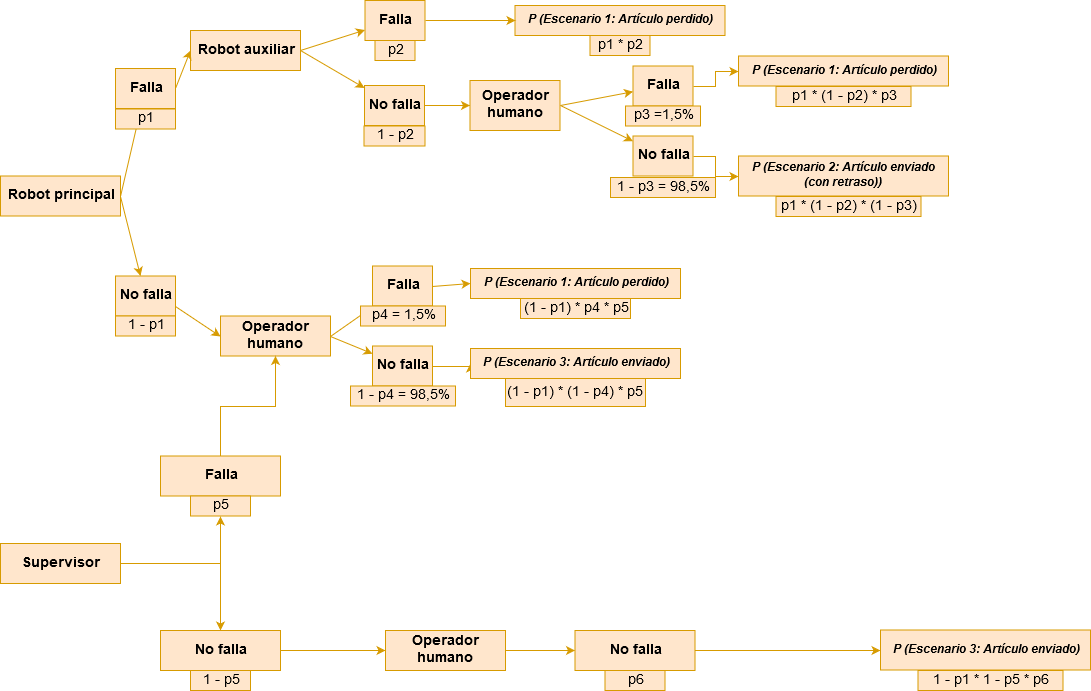 Falla
p2
P (Escenario 1: Artículo perdido)
p1 * p2
Robot auxiliar
Falla
p1
No falla
1 - p2
Operador
humano
Falla
p3 =1,5%
P (Escenario 1: Artículo perdido)
p1 * (1 - p2) * p3
No falla
1 - p3 = 98,5%
P (Escenario 2: Artículo enviado
(con retraso))
p1 * (1 - p2) * (1 - p3)
Robot principal
No falla
1 - p1
Operador
humano
Falla
p4 = 1,5%
P (Escenario 1: Artículo perdido)
(1 - p1) * p4 * p5
No falla
1 - p4 = 98,5%
P (Escenario 3: Artículo enviado)
(1 - p1) * (1 - p4) * p5
Falla
p5
Supervisor
No falla
1 - p5
Operador
humano
No falla
p6
P (Escenario 3: Artículo enviado)
1 - p1 * 1 - p5 * p6